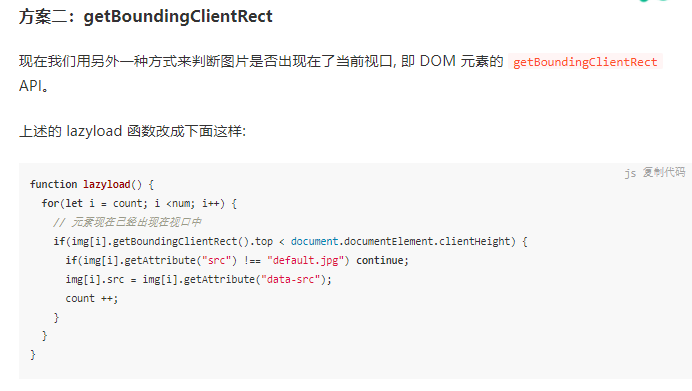 方案二：getBoundingClientRect
现在我们用另外一种方式来判断图片是否出现在了当前视口, 即 DOM 元素的 getBoundingClientRect
API。
上述的 lazyload 函数改成下面这样:
js 复制代码
function lazyload() {
  for(let i = count; i <num; i++) {
    // 元素现在已经出现在视口中
    if(img[i].getBoundingClientRect().top < document.documentElement.clientHeight) {
      if(img[i].getAttribute("src") !== "default.jpg") continue;
      img[i].src = img[i].getAttribute("data-src");
      count ++;
    }
  }
}